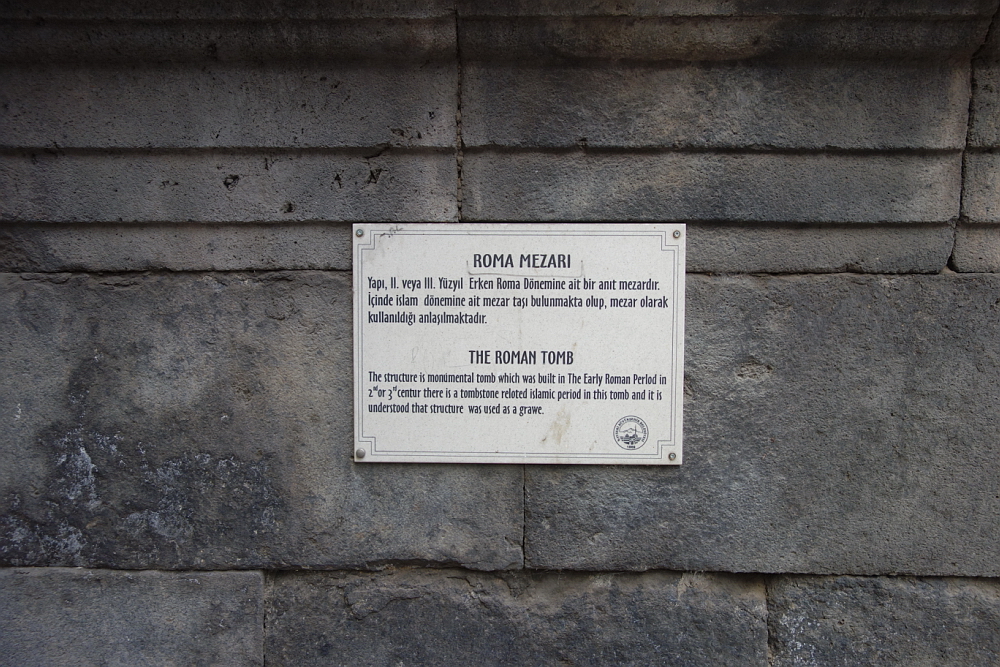 ROMA MEZARI
Yapı, II. veya III. Yüzyıl Erken Roma Dönemine ait bir anıt mezardır.
İçinde islam dönemine ait mezar taşı bulunmakta olup, mezar olarak
kullanıldığı anlaşılmaktadır.
THE ROMAN TOMB
The structure is monumental tomb which was built in The Early Roman Perlod in
2nd or 3rd centur there is a tombstone reloted islamic period in this tomb and it is
understood that structure was used as a grawe.